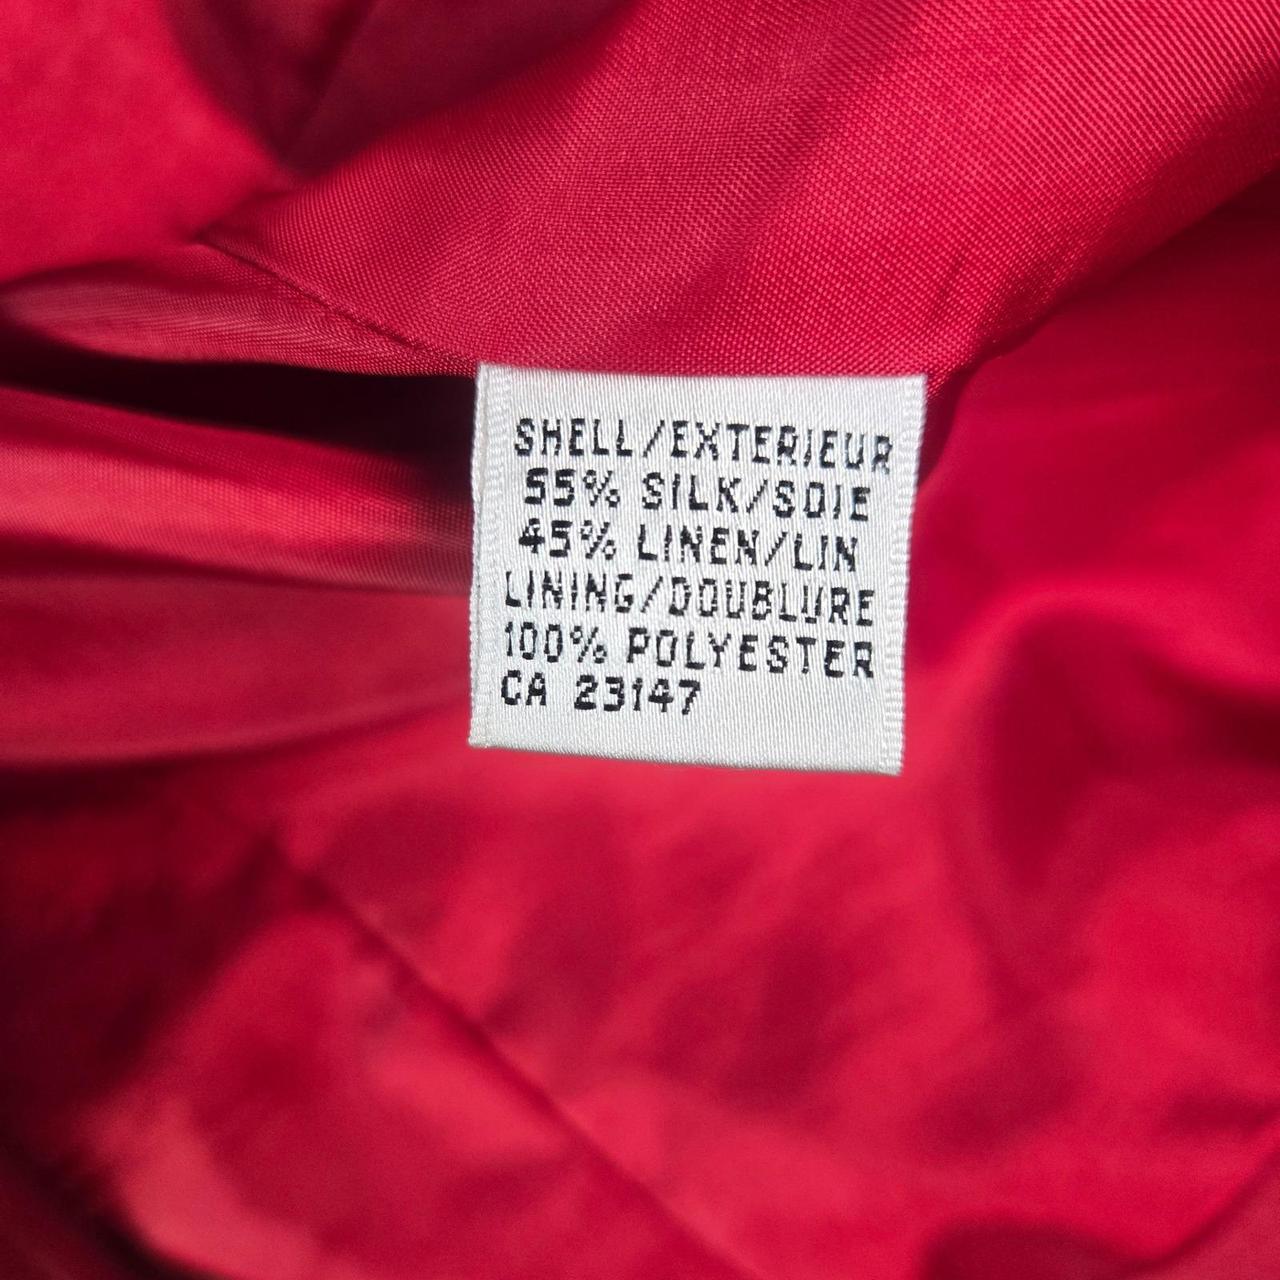 SHELL/EXTERIEUR
55% SILK/SOIE
45% LINEN/LIN
LINING/DOUBLURE
100% POLYESTER
CA 23147